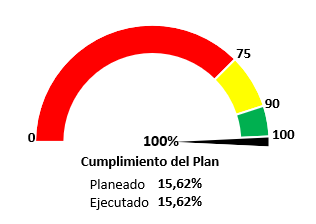 75
90
0
100% 100
Cumplimiento del Plan
Planeado 15,62%
Ejecutado 15,62%